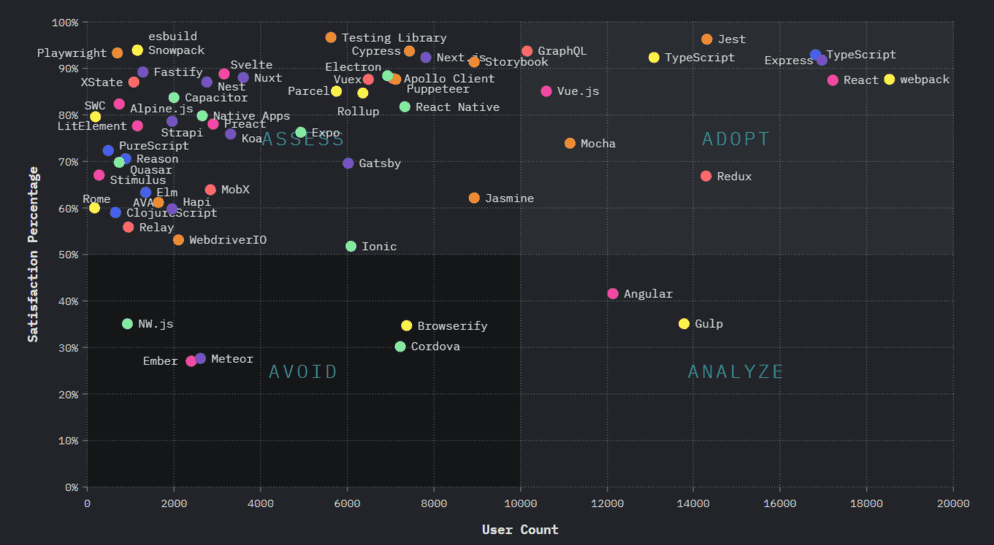 100%
90%
80%
70%
60%
50%
40%
30%
20%
10%
0%
Satisfaction Percentage
0
2000
4000
6000
8000
10000
12000
14000
16000
18000
20000
User Count
ASSESS
ADOPT
AVOID
ANALYZE
esbuild
Snowpack
Playwright
Testing Library
Cypress
Next.js
Storybook
GraphQL
Jest
TypeScript
TypeScript
Express
React
webpack
Vue.js
Fastify
Svelte
Nuxt
XState
Nest
Electron
Vuex
Apollo Client
Puppeteer
Parcel
Rollup
Capacitor
SWC
Alpine.js
Native Apps
React Native
LitElement
Strapi
Preact
Koa
Expo
Mocha
PureScript
Reason
Quasar
Gatsby
Stimulus
Redux
Elm
MobX
Rome
AVA
Hapi
ClojureScript
Jasmine
Relay
WebdriverIO
Ionic
Angular
NW.js
Browserify
Gulp
Cordova
Ember
Meteor